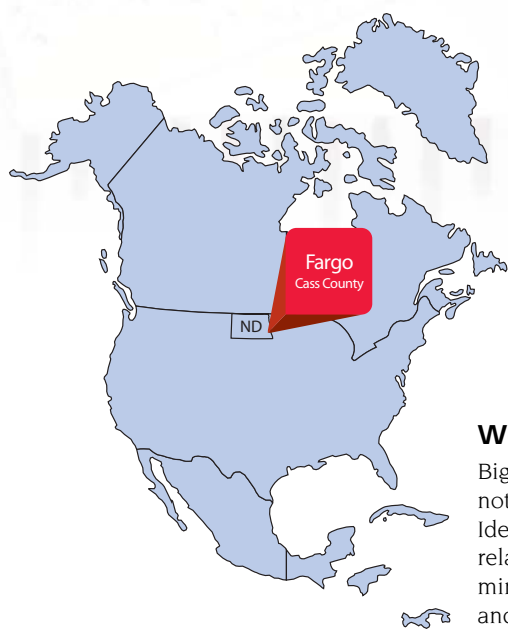 Fargo
Cass County
ND
W
Big
not
Ide
rela
min
and